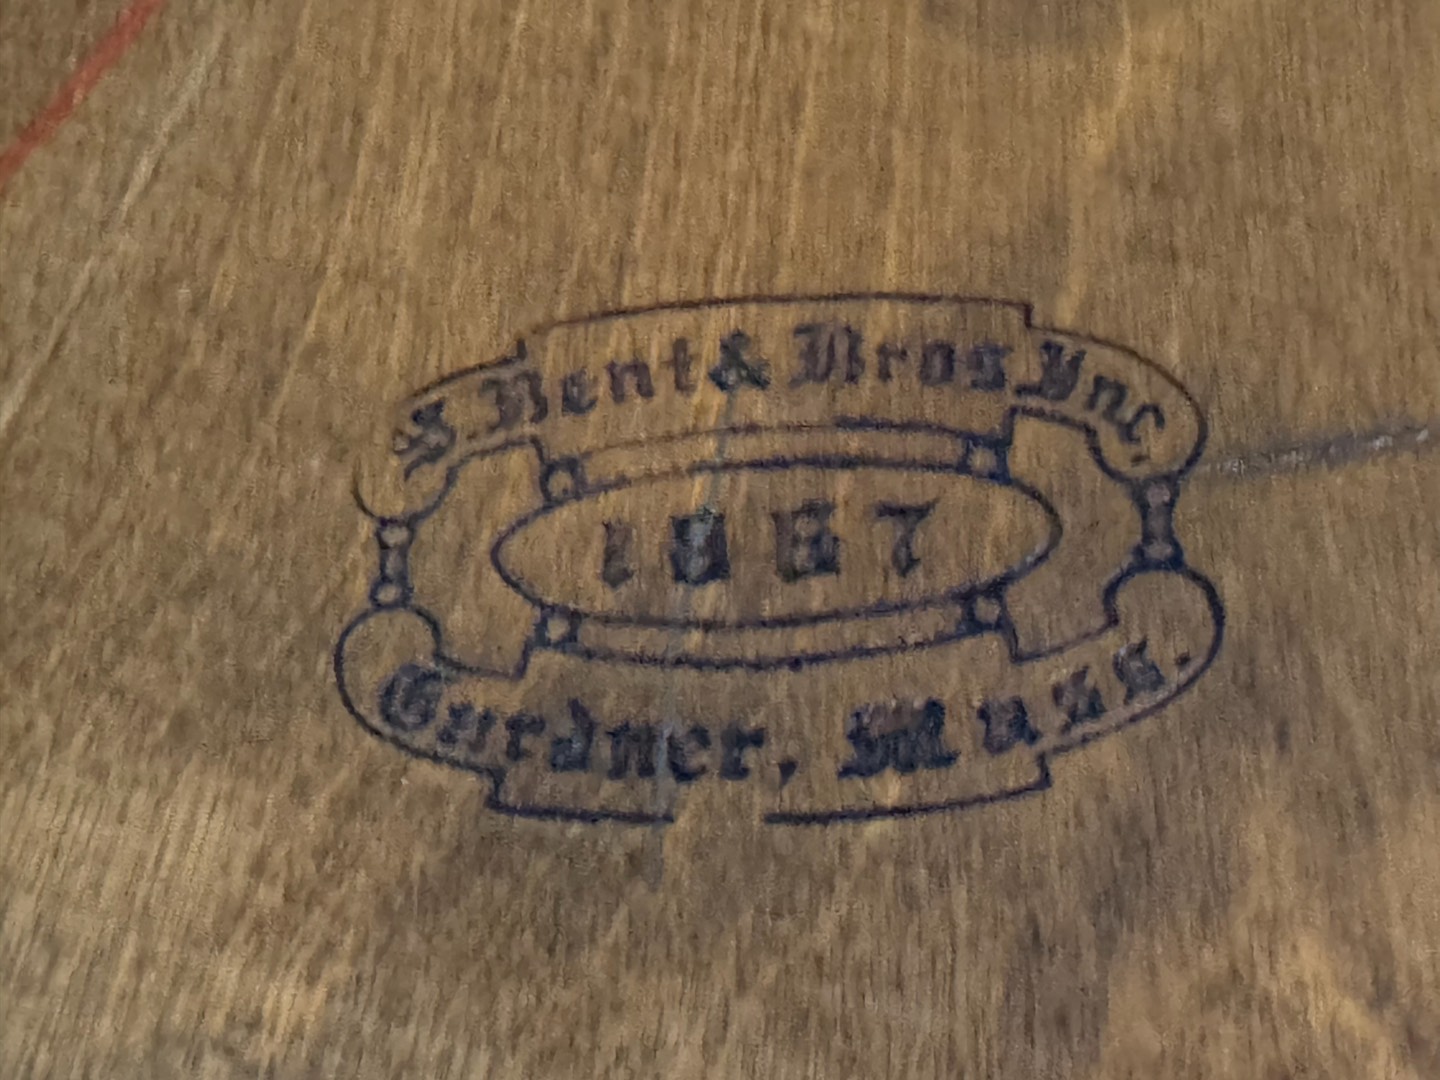 S. Bent & Bros Inc.
1867
Gardner, Mass.